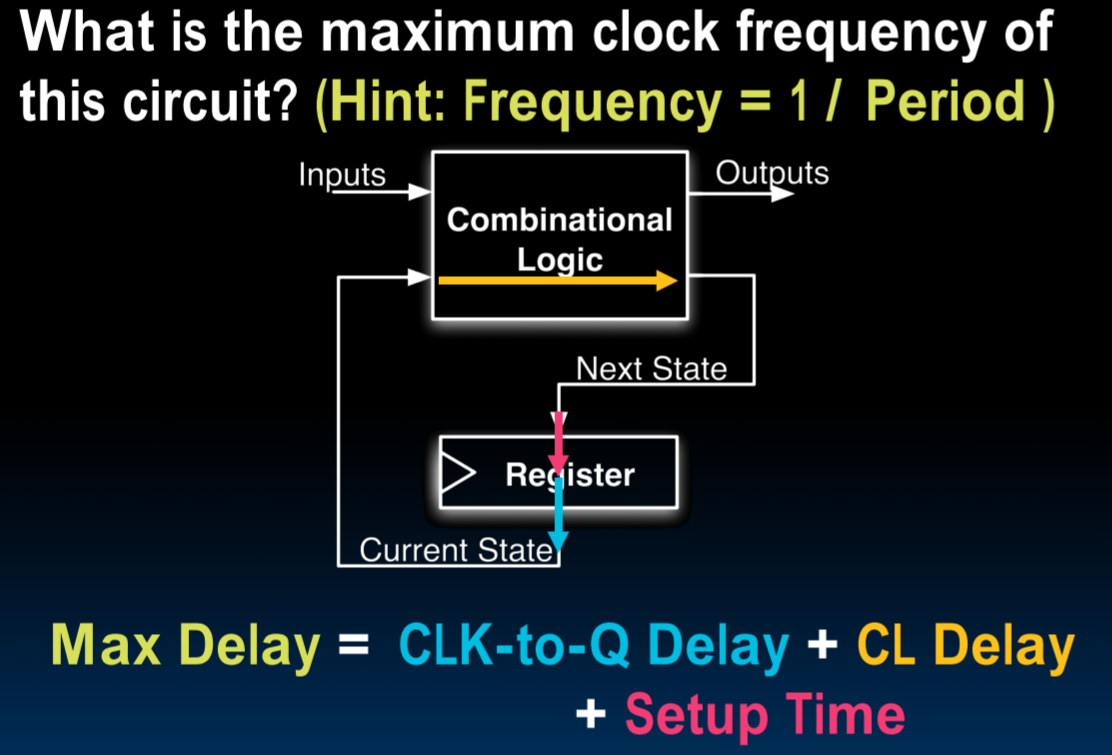 What is the maximum clock frequency of
this circuit? (Hint: Frequency = 1 / Period )
Inputs
Outputs
Combinational
Logic
Next State
Register
Current State
Max Delay = CLK-to-Q Delay + CL Delay
+ Setup Time